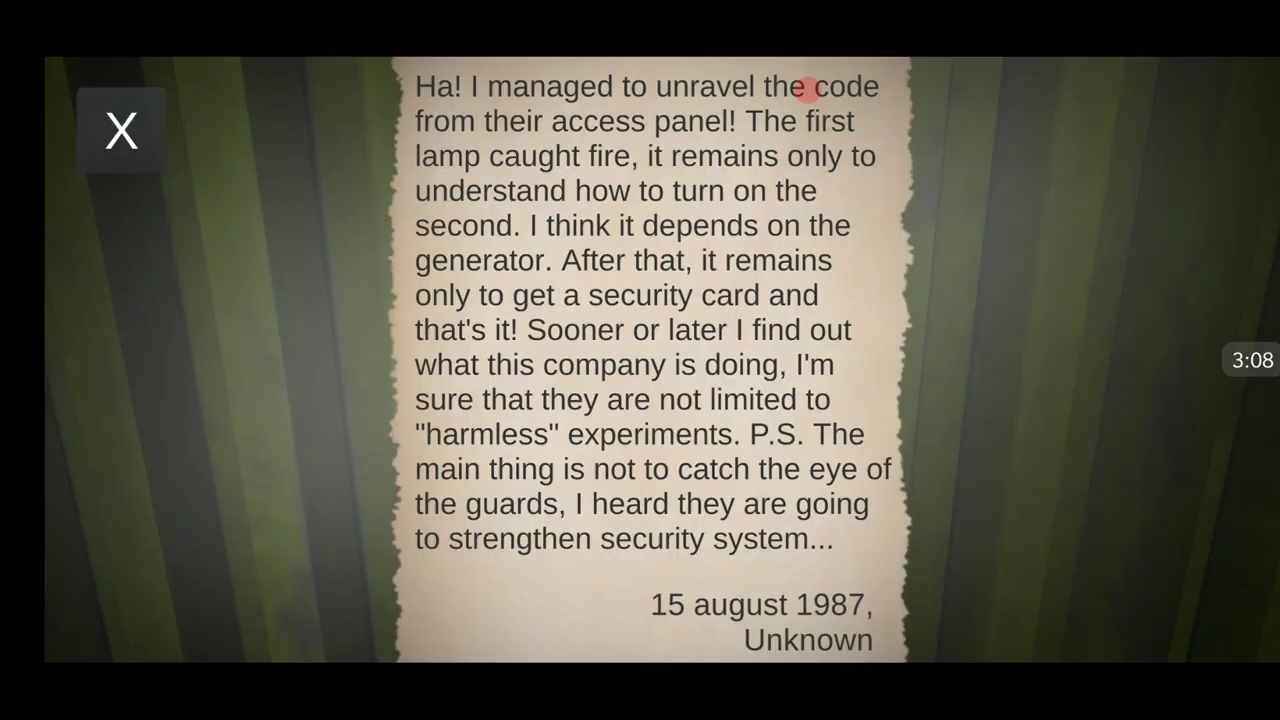 X
Ha! I managed to unravel the code
from their access panel! The first
lamp caught fire, it remains only to
understand how to turn on the
second. I think it depends on the
generator. After that, it remains
only to get a security card and
that's it! Sooner or later I find out
what this company is doing, I'm
sure that they are not limited to
"harmless" experiments. P.S. The
main thing is not to catch the eye of
the guards, I heard they are going
to strengthen security system...
15 august 1987,
Unknown
3:08